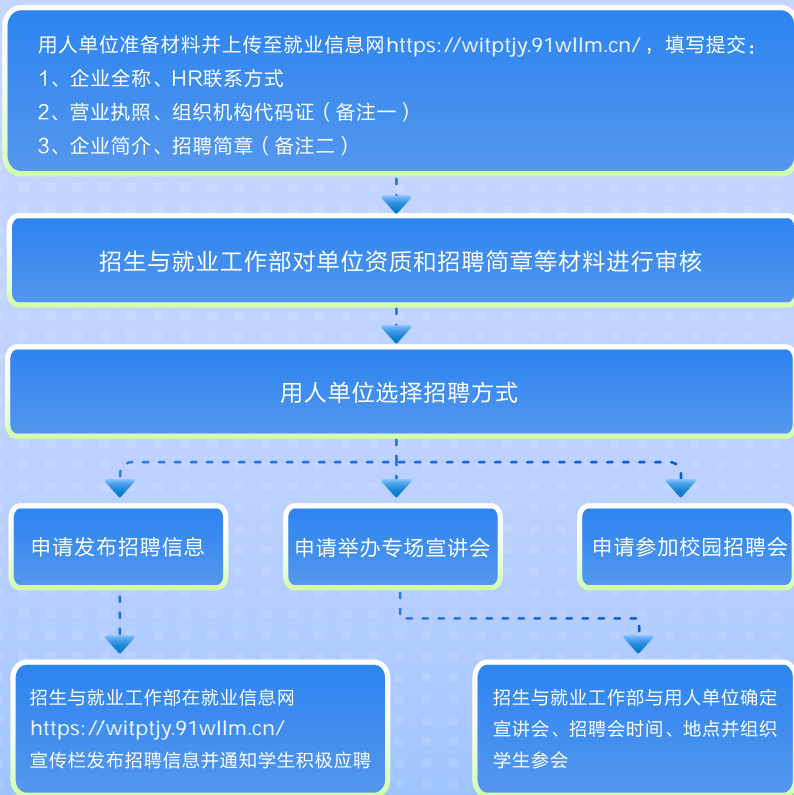 用人单位准备材料并上传至就业信息网https://witptjy.91wllm.cn/，填写提交：
1、企业全称、HR联系方式
2、营业执照、组织机构代码证（备注一）
3、企业简介、招聘简章（备注二）
招生与就业工作部对单位资质和招聘简章等材料进行审核
用人单位选择招聘方式
申请发布招聘信息
申请举办专场宣讲会
申请参加校园招聘会
招生与就业工作部在就业信息网
https://witptjy.91wllm.cn/
宣传栏发布招聘信息并通知学生积极应聘
招生与就业工作部与用人单位确定
宣讲会、招聘会时间、地点并组织
学生参会